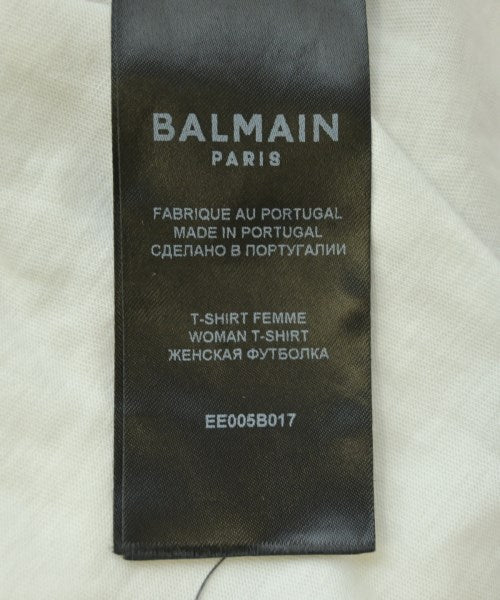 BALMAIN
PARIS
FABRIQUE AU PORTUGAL
MADE IN PORTUGAL
СДЕЛАНО В ПОРТУГАЛИИ
T-SHIRT FEMME
WOMAN T-SHIRT
ЖЕНСКАЯ ФУТБОЛКА
EE005B017